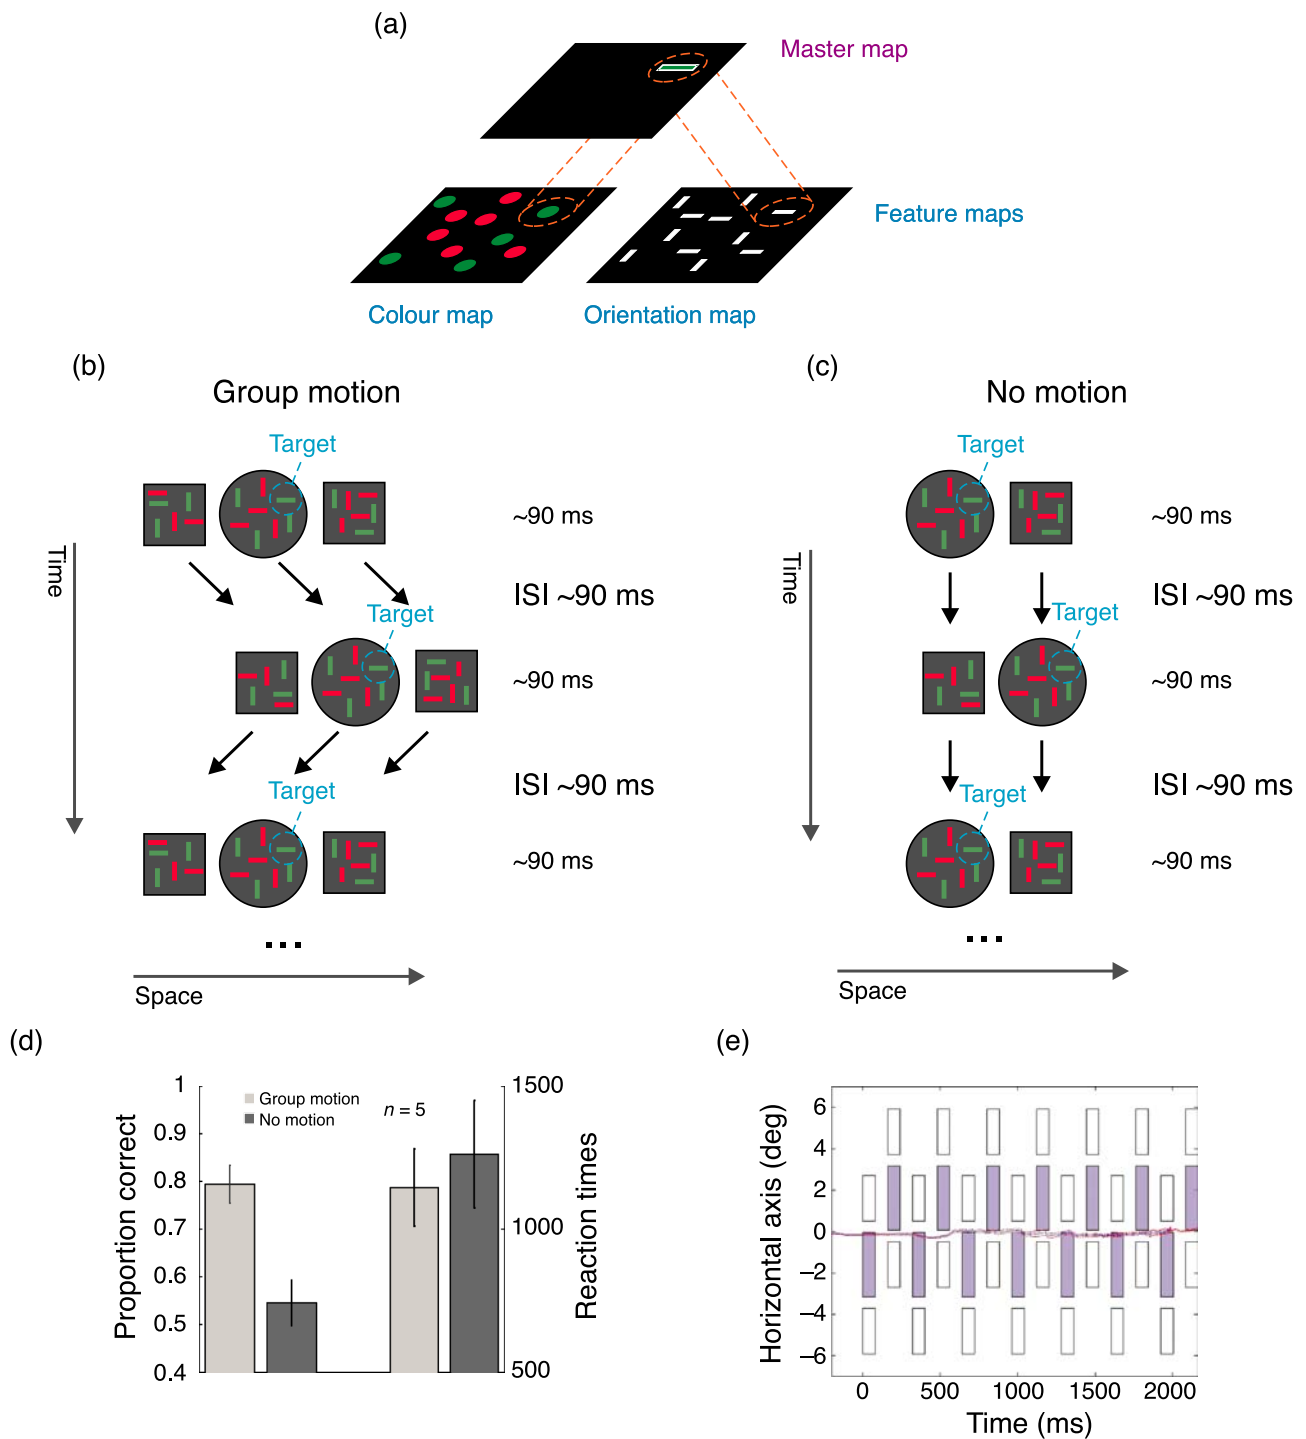 (a)
Master map
Feature maps
Colour map
Orientation map
(b)
Group motion
Target
~90 ms
Time
ISI ~90 ms
Target
~90 ms
ISI ~90 ms
Target
~90 ms
...
Space
(c)
No motion
Target
~90 ms
Time
ISI ~90 ms
Target
~90 ms
ISI ~90 ms
Target
~90 ms
...
Space
(d)
Proportion correct
1
0.9
0.8
0.7
0.6
0.5
0.4
Group motion
No motion
n = 5
1500
1000
500
Reaction times
(e)
Horizontal axis (deg)
6
4
2
0
–2
–4
–6
0 500 1000 1500 2000
Time (ms)